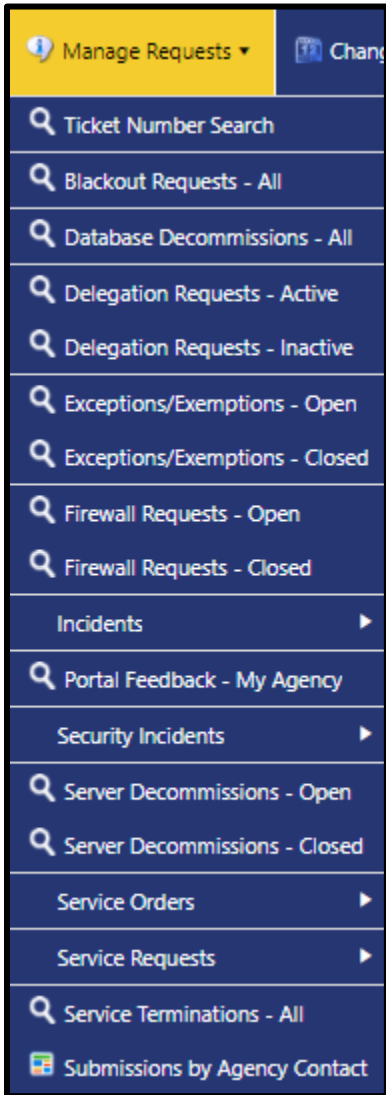 Manage Requests
Chang
Ticket Number Search
Blackout Requests - All
Database Decommissions - All
Delegation Requests - Active
Delegation Requests - Inactive
Exceptions/Exemptions - Open
Exceptions/Exemptions - Closed
Firewall Requests - Open
Firewall Requests - Closed
Incidents
Portal Feedback - My Agency
Security Incidents
Server Decommissions - Open
Server Decommissions - Closed
Service Orders
Service Requests
Service Terminations - All
Submissions by Agency Contact